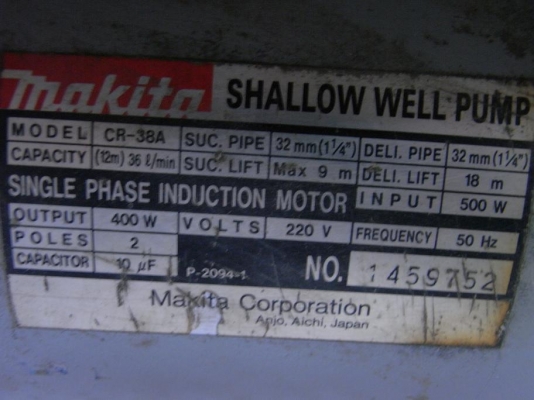 makita SHALLOW WELL PUMP
MODEL CR-38A SUC. PIPE 32 mm (1¼") DELI. PIPE 32 mm (1¼")
CAPACITY (12m) 36 ℓ/min SUC. LIFT Max 9 m DELI. LIFT 18 m
SINGLE PHASE INDUCTION MOTOR INPUT 500 W
OUTPUT 400 W VOLTS 220 V FREQUENCY 50 Hz
POLES 2
CAPACITOR 10 µF P-2094-1 NO. 1459752
Makita Corporation
Anjo, Aichi, Japan